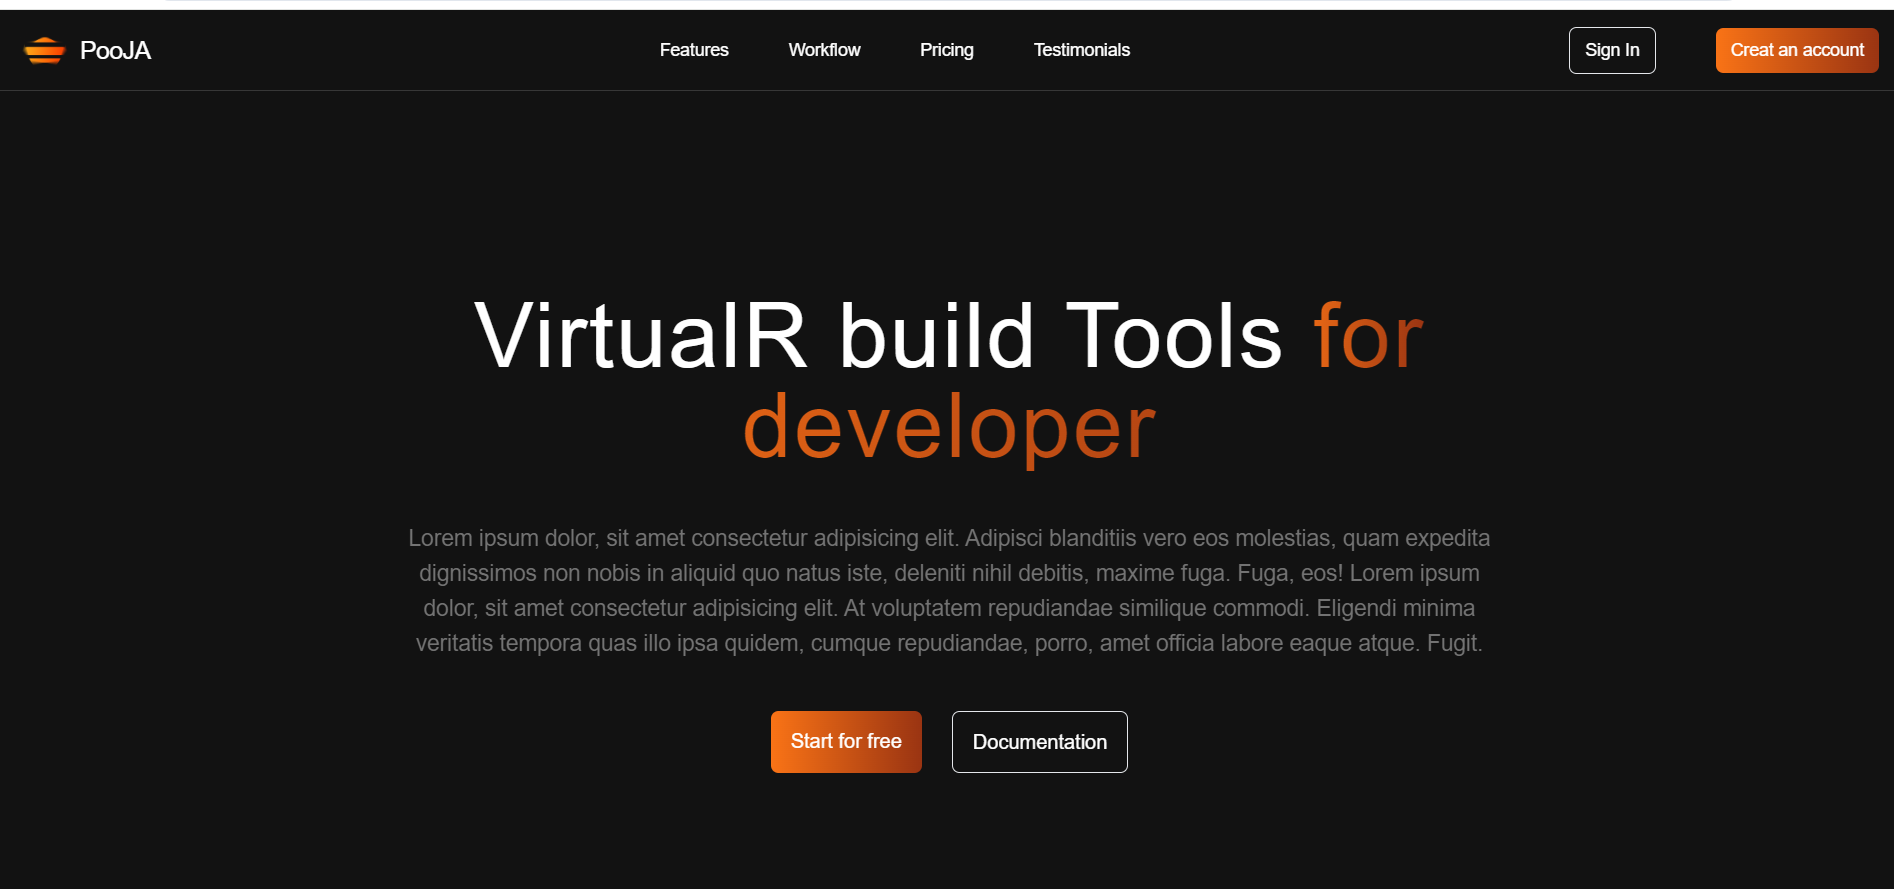 PooJA
Features
Workflow
Pricing
Testimonials
Sign In
Creat an account
VirtualR build Tools for
developer
Lorem ipsum dolor, sit amet consectetur adipisicing elit. Adipisci blanditiis vero eos molestias, quam expedita
dignissimos non nobis in aliquid quo natus iste, deleniti nihil debitis, maxime fuga. Fuga, eos! Lorem ipsum
dolor, sit amet consectetur adipisicing elit. At voluptatem repudiandae similique commodi. Eligendi minima
veritatis tempora quas illo ipsa quidem, cumque repudiandae, porro, amet officia labore eaque atque. Fugit.
Start for free
Documentation